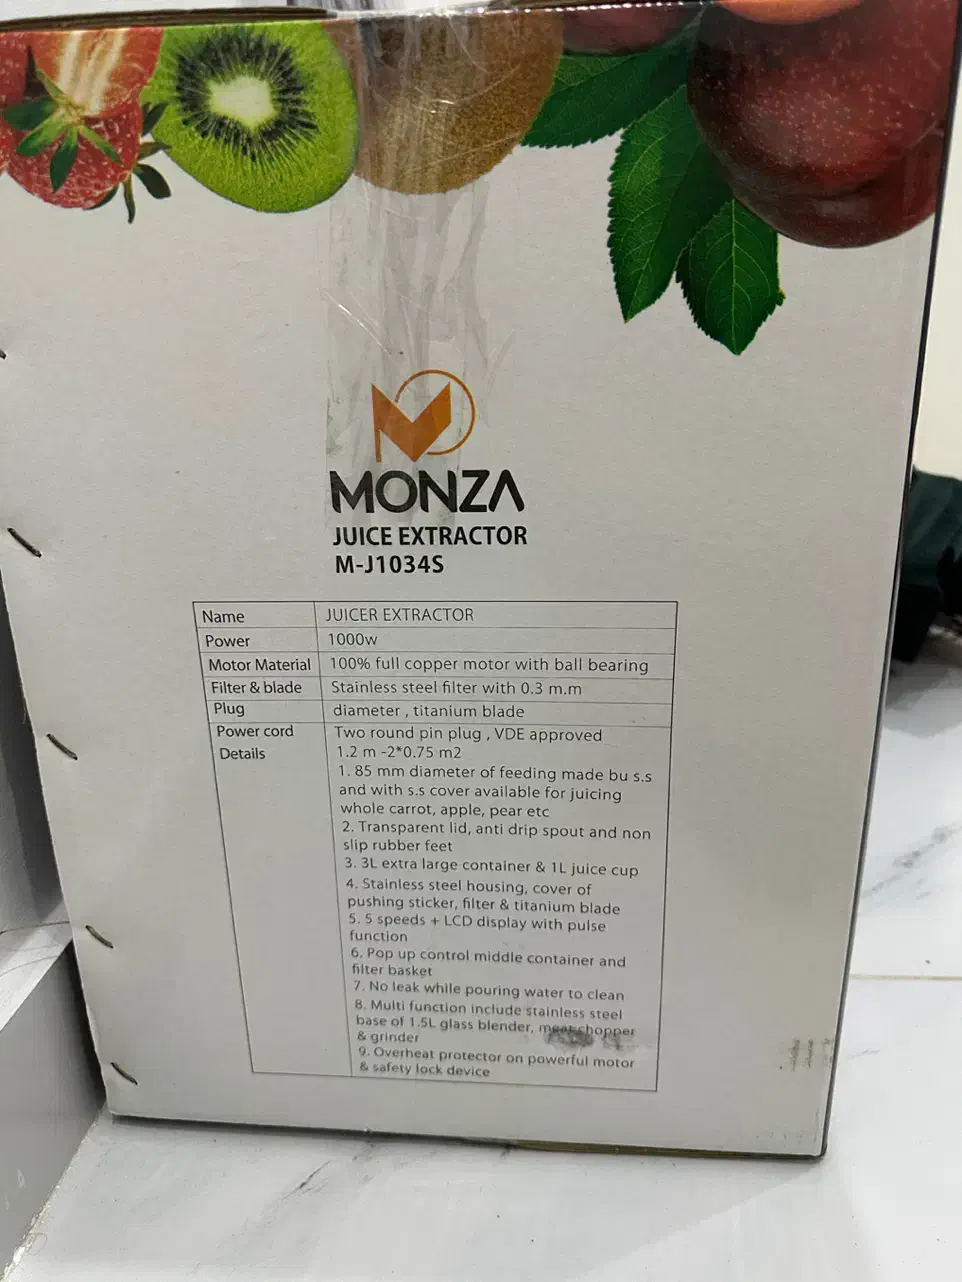 MONZA
JUICE EXTRACTOR
M-J1034S
Name JUICER EXTRACTOR
Power 1000w
Motor Material 100% full copper motor with ball bearing
Filter & blade Stainless steel filter with 0.3 m.m
Plug diameter , titanium blade
Power cord Two round pin plug , VDE approved
Details 1.2 m -2*0.75 m2
1. 85 mm diameter of feeding made bu s.s
and with s.s cover available for juicing
whole carrot, apple, pear etc
2. Transparent lid, anti drip spout and non
slip rubber feet
3. 3L extra large container & 1L juice cup
4. Stainless steel housing, cover of
pushing sticker, filter & titanium blade
5. 5 speeds + LCD display with pulse
function
6. Pop up control middle container and
filter basket
7. No leak while pouring water to clean
8. Multi function include stainless steel
base of 1.5L glass blender, meat chopper
& grinder
9. Overheat protector on powerful motor
& safety lock device